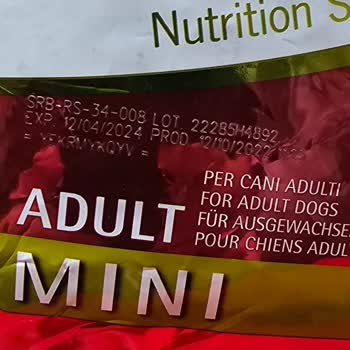 Nutrition S
SRB-RS-34-008 LOT 222B5H4892
EXP 12/04/2024 PROD 12/10/2022
ADULT
MINI
PER CANI ADULTI
FOR ADULT DOGS
FÜR AUSGEWACHSE
POUR CHIENS ADUL